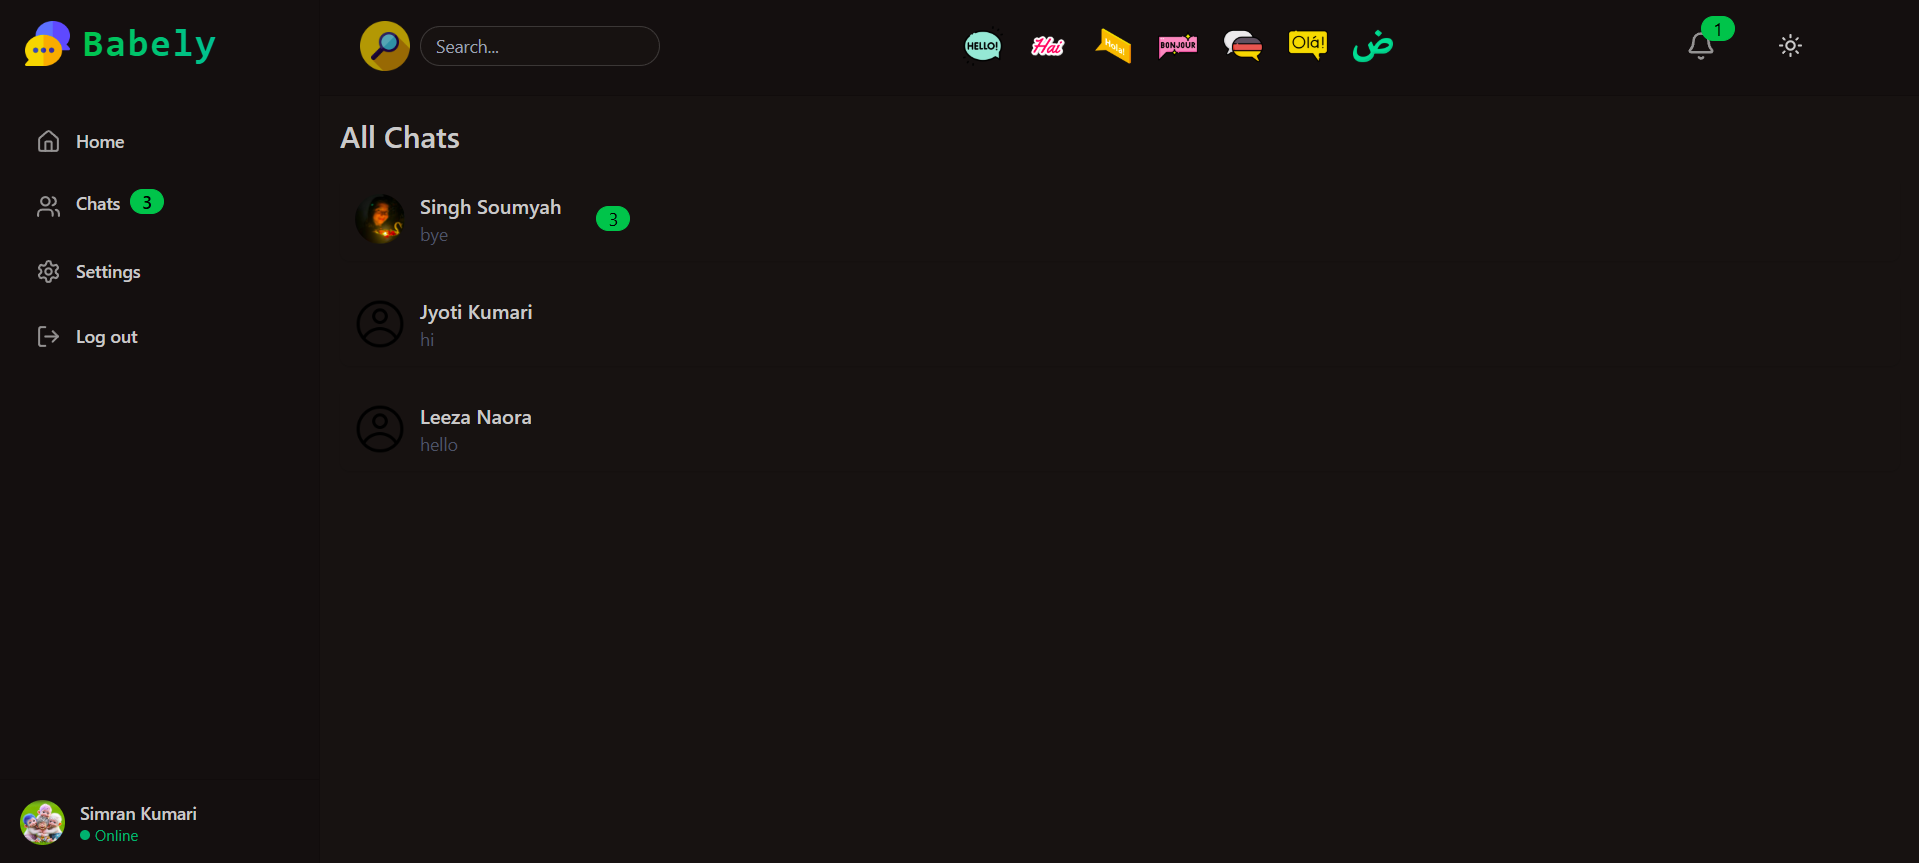 Babely
Search...
HELLO!
Hai
Hola!
BONJOUR
Olá!
ض
1
Home
Chats 3
Settings
Log out
All Chats
Singh Soumyah
bye
3
Jyoti Kumari
hi
Leeza Naora
hello
Simran Kumari
Online